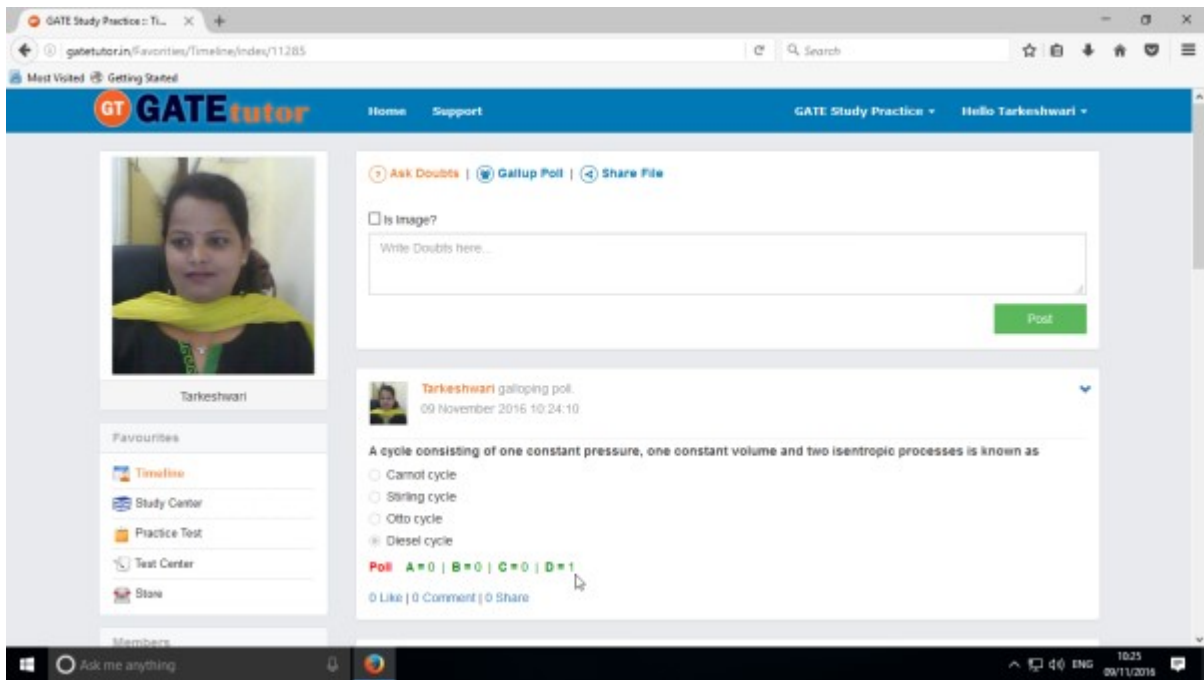 GATE Study Practice :: Ti...
gatetutor.in/Favorities/Timeline/Index/11285
Search
Most Visited Getting Started
GT GATEtutor
Home Support GATE Study Practice Hello Tarkeshwari
? Ask Doubts | Gallup Poll | Share File
Is Image?
Write Doubts here...
Post
Tarkeshwari
Favourites
Timeline
Study Center
Practice Test
Test Center
Store
Members
Tarkeshwari galloping poll.
09 November 2016 10:24:10
A cycle consisting of one constant pressure, one constant volume and two isentropic processes is known as
Carnot cycle
Stirling cycle
Otto cycle
Diesel cycle
Poll A = 0 | B = 0 | C = 0 | D = 1
0 Like | 0 Comment | 0 Share
Ask me anything
ENG
10:25
09/11/2016